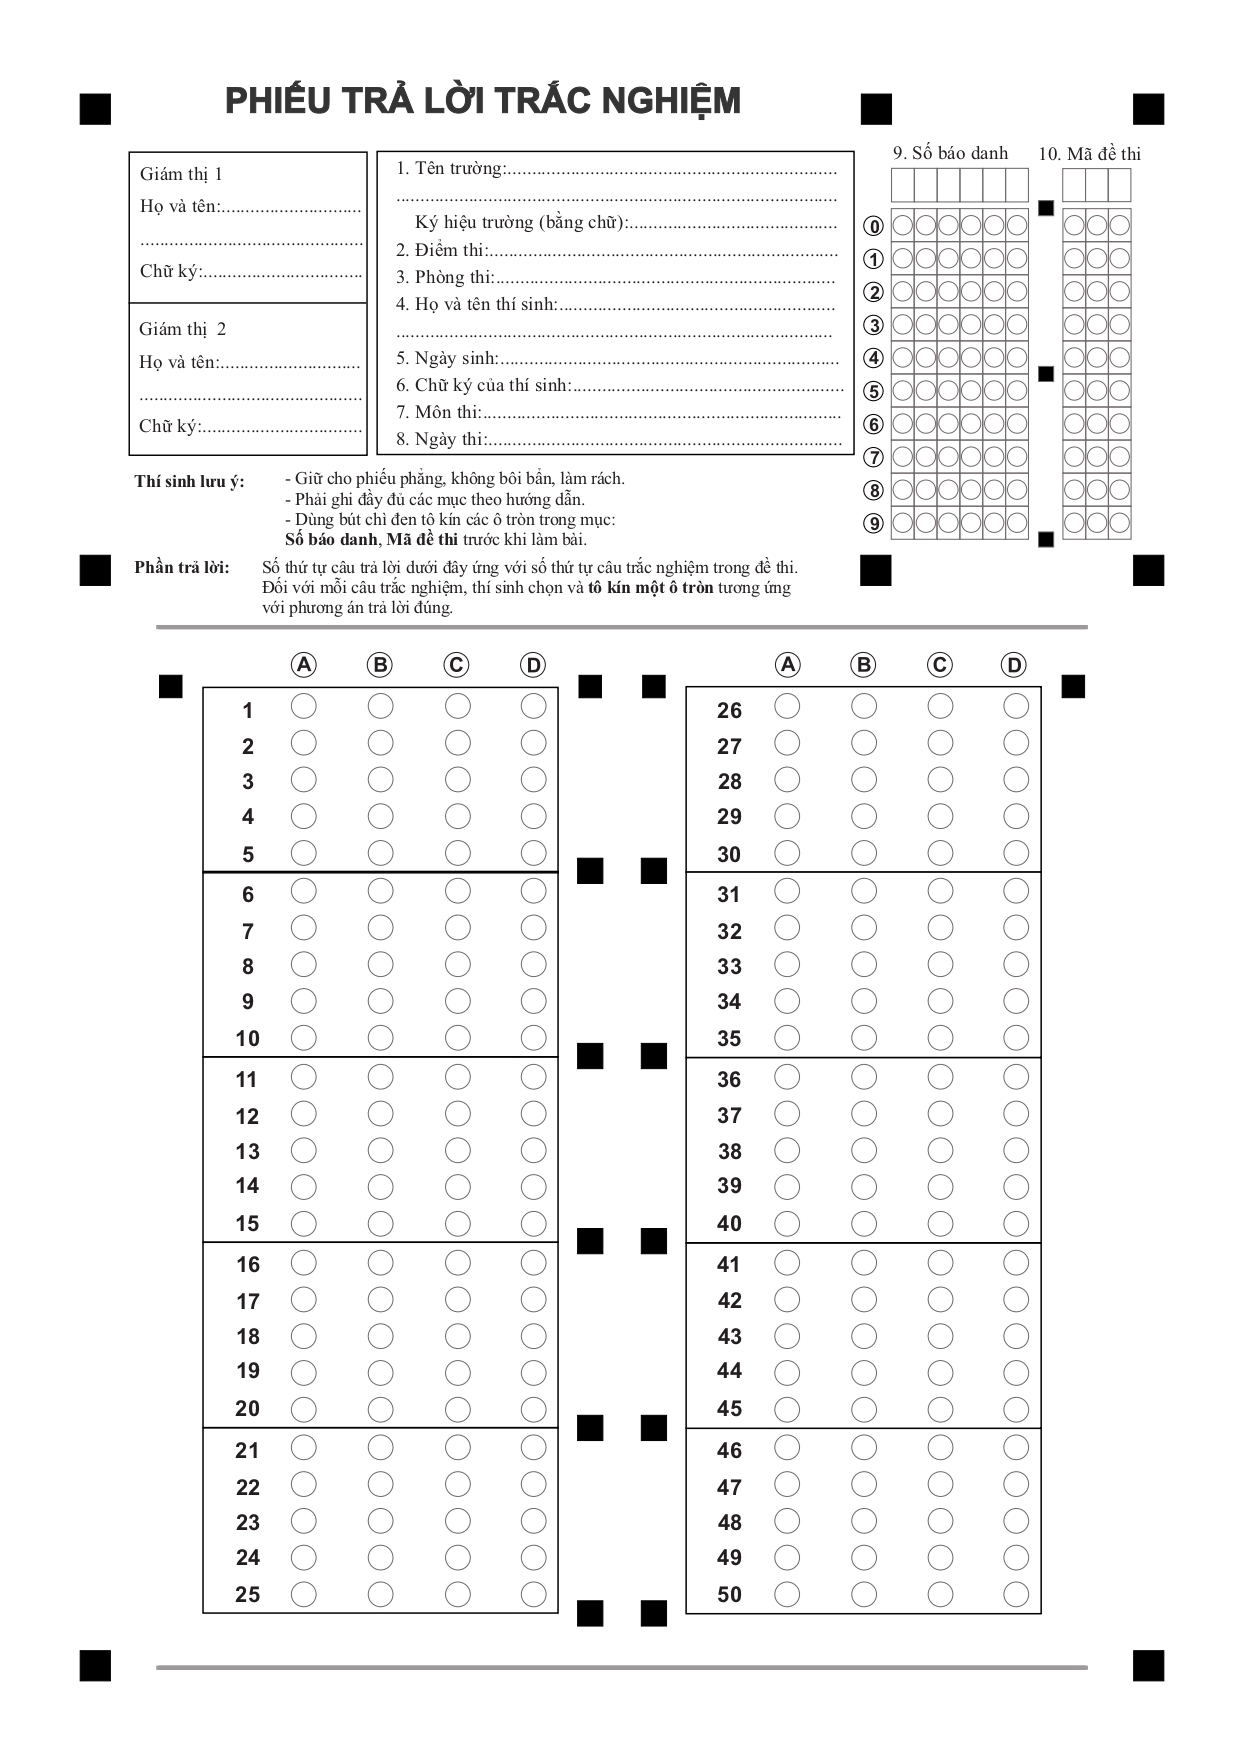 PHIẾU TRẢ LỜI TRẮC NGHIỆM
Giám thị 1
Họ và tên:.............................
..............................................
Chữ ký:.................................
Giám thị  2
Họ và tên:.............................
..............................................
Chữ ký:.................................
1. Tên trường:....................................................................
...........................................................................................
Ký hiệu trường (bằng chữ):...........................................
2. Điểm thi:........................................................................
3. Phòng thi:......................................................................
4. Họ và tên thí sinh:.........................................................
..........................................................................................
5. Ngày sinh:......................................................................
6. Chữ ký của thí sinh:........................................................
7. Môn thi:..........................................................................
8. Ngày thi:.........................................................................
9. Số báo danh
10. Mã đề thi
0
1
2
3
4
5
6
7
8
9
Thí sinh lưu ý:
- Giữ cho phiếu phẳng, không bôi bẩn, làm rách.
- Phải ghi đầy đủ các mục theo hướng dẫn.
- Dùng bút chì đen tô kín các ô tròn trong mục:
Số báo danh, Mã đề thi trước khi làm bài.
Phần trả lời:
Số thứ tự câu trả lời dưới đây ứng với số thứ tự câu trắc nghiệm trong đề thi.
Đối với mỗi câu trắc nghiệm, thí sinh chọn và tô kín một ô tròn tương ứng
với phương án trả lời đúng.
A B C D
1
2
3
4
5
6
7
8
9
10
11
12
13
14
15
16
17
18
19
20
21
22
23
24
25
A B C D
26
27
28
29
30
31
32
33
34
35
36
37
38
39
40
41
42
43
44
45
46
47
48
49
50